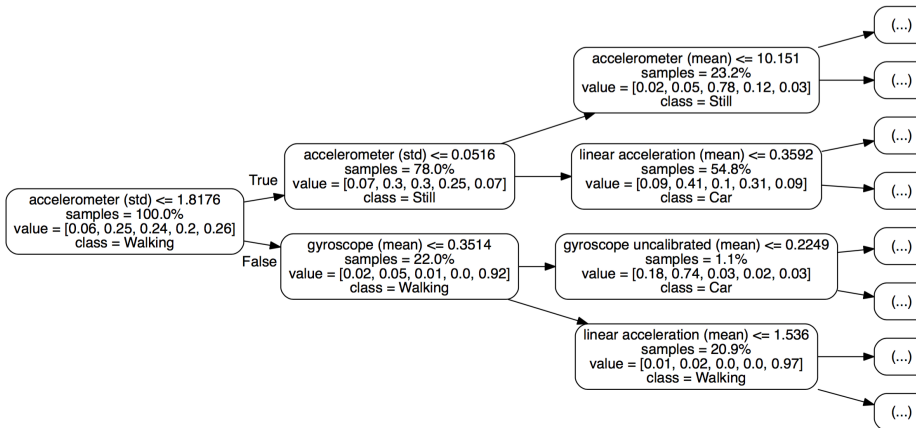 (...)
accelerometer (mean) <= 10.151
samples = 23.2%
value = [0.02, 0.05, 0.78, 0.12, 0.03]
class = Still
(...)
(...)
accelerometer (std) <= 0.0516
samples = 78.0%
value = [0.07, 0.3, 0.3, 0.25, 0.07]
class = Still
linear acceleration (mean) <= 0.3592
samples = 54.8%
value = [0.09, 0.41, 0.1, 0.31, 0.09]
class = Car
True
(...)
accelerometer (std) <= 1.8176
samples = 100.0%
value = [0.06, 0.25, 0.24, 0.2, 0.26]
class = Walking
False
gyroscope (mean) <= 0.3514
samples = 22.0%
value = [0.02, 0.05, 0.01, 0.0, 0.92]
class = Walking
gyroscope uncalibrated (mean) <= 0.2249
samples = 1.1%
value = [0.18, 0.74, 0.03, 0.02, 0.03]
class = Car
(...)
(...)
linear acceleration (mean) <= 1.536
samples = 20.9%
value = [0.01, 0.02, 0.0, 0.0, 0.97]
class = Walking
(...)
(...)